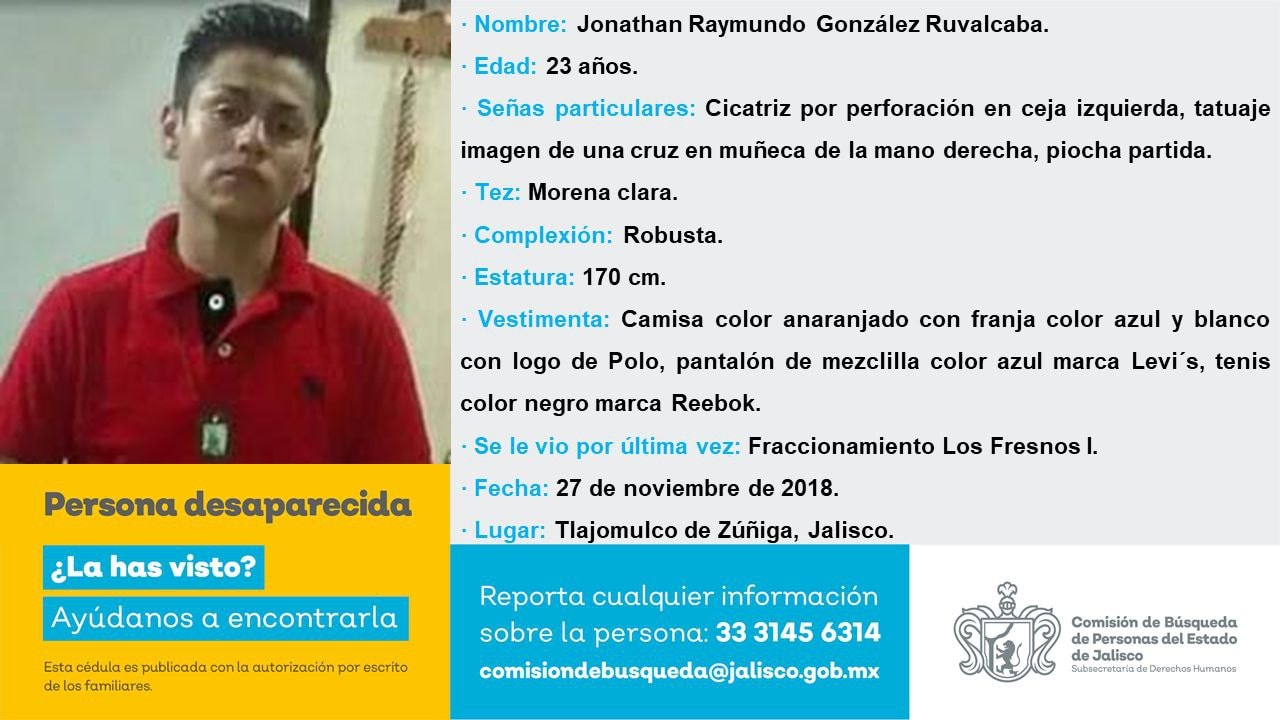 · Nombre: Jonathan Raymundo González Ruvalcaba.
· Edad: 23 años.
· Señas particulares: Cicatriz por perforación en ceja izquierda, tatuaje
imagen de una cruz en muñeca de la mano derecha, piocha partida.
· Tez: Morena clara.
· Complexión: Robusta.
· Estatura: 170 cm.
· Vestimenta: Camisa color anaranjado con franja color azul y blanco
con logo de Polo, pantalón de mezclilla color azul marca Levi´s, tenis
color negro marca Reebok.
· Se le vio por última vez: Fraccionamiento Los Fresnos I.
· Fecha: 27 de noviembre de 2018.
· Lugar: Tlajomulco de Zúñiga, Jalisco.
Persona desaparecida
¿La has visto?
Ayúdanos a encontrarla
Esta cédula es publicada con la autorización por escrito
de los familiares.
Reporta cualquier información
sobre la persona: 33 3145 6314
comisiondebusqueda@jalisco.gob.mx
Comisión de Búsqueda
de Personas del Estado
de Jalisco
Subsecretaría de Derechos Humanos